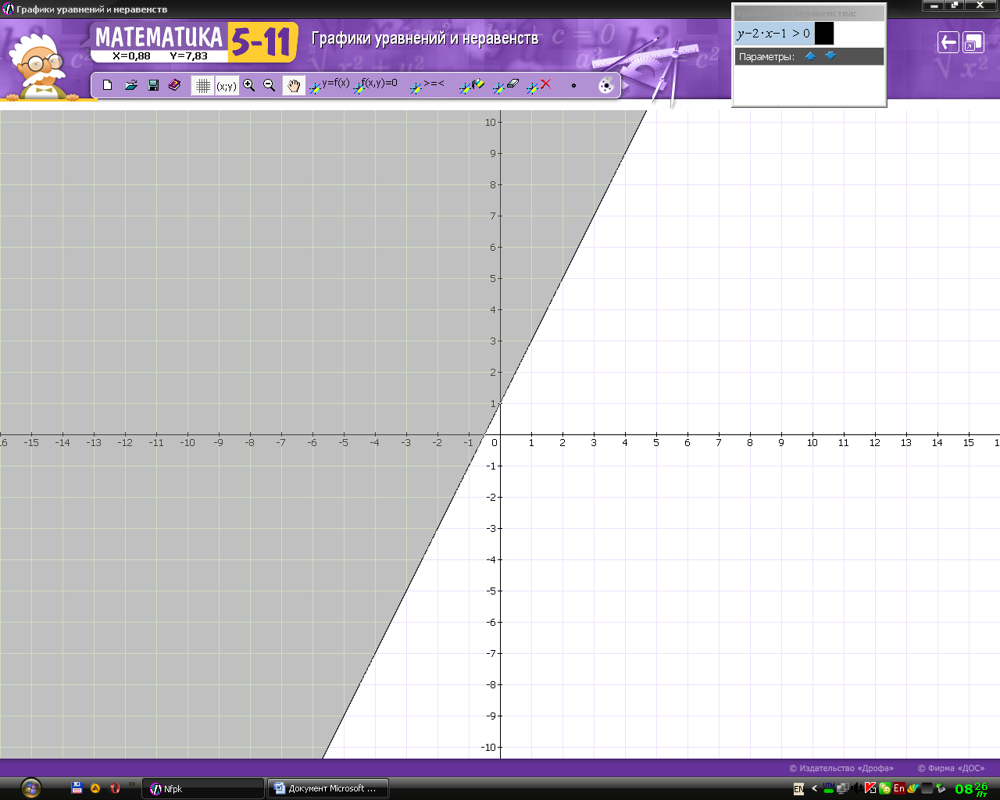 Графики уравнений и неравенств
МАТЕМАТИКА 5-11
X=0,88 Y=7,83
Графики уравнений и неравенств
неравенства:
y−2·x−1 > 0
Параметры:
(x;y) y=f(x) f(x,y)=0 >=<
10
9
8
7
6
5
4
3
2
1
6 -15 -14 -13 -12 -11 -10 -9 -8 -7 -6 -5 -4 -3 -2 -1 0 1 2 3 4 5 6 7 8 9 10 11 12 13 14 15 1
-1
-2
-3
-4
-5
-6
-7
-8
-9
-10
© Издательство «Дрофа» © Фирма «ДОС»
Nfpk
Документ Microsoft ...
EN
UTM
En
08 26
Пт